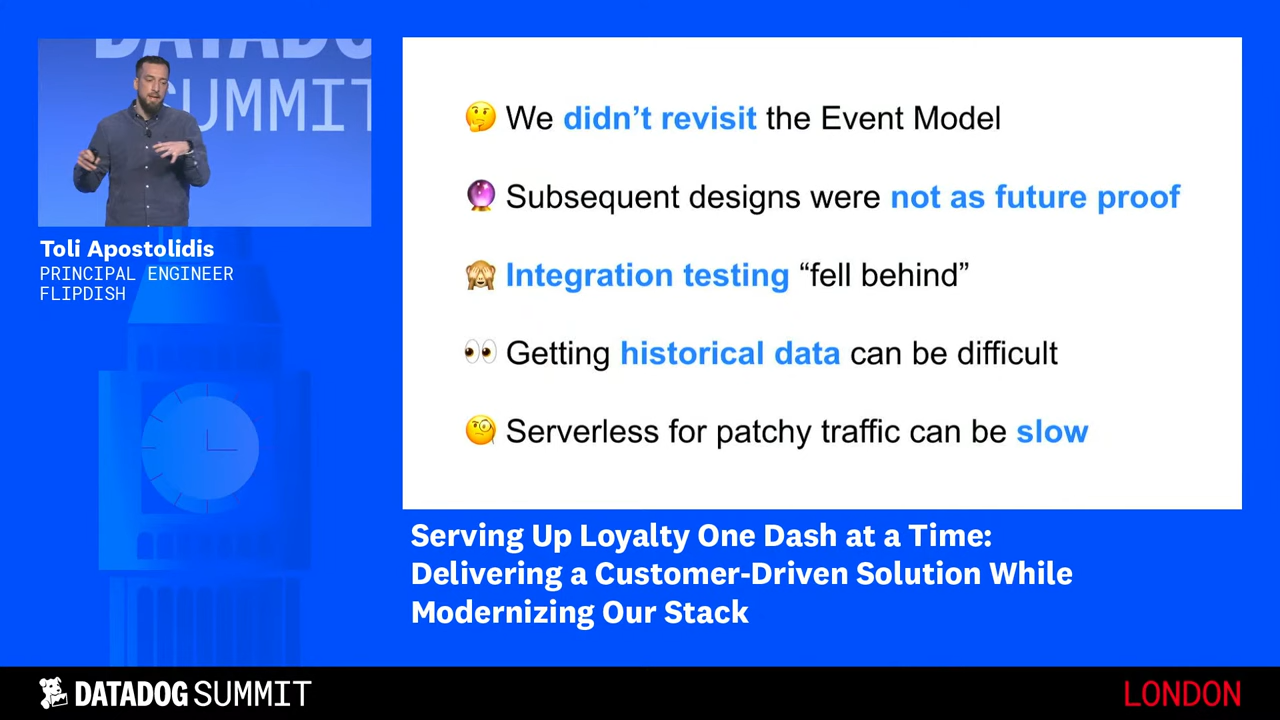 DATADOG
SUMMIT
🤔 We didn’t revisit the Event Model
🔮 Subsequent designs were not as future proof
🙈 Integration testing “fell behind”
👀 Getting historical data can be difficult
🧐 Serverless for patchy traffic can be slow
Toli Apostolidis
PRINCIPAL ENGINEER
FLIPDISH
Serving Up Loyalty One Dash at a Time:
Delivering a Customer-Driven Solution While
Modernizing Our Stack
DATADOG SUMMIT
LONDON